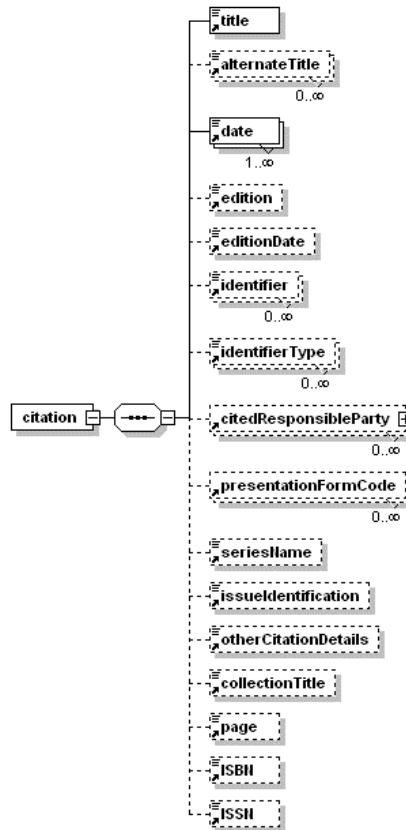 title
alternateTitle
0..∞
date
1..∞
edition
editionDate
identifier
0..∞
identifierType
0..∞
citation
citedResponsibleParty
0..∞
presentationFormCode
0..∞
seriesName
issueIdentification
otherCitationDetails
collectionTitle
page
ISBN
ISSN